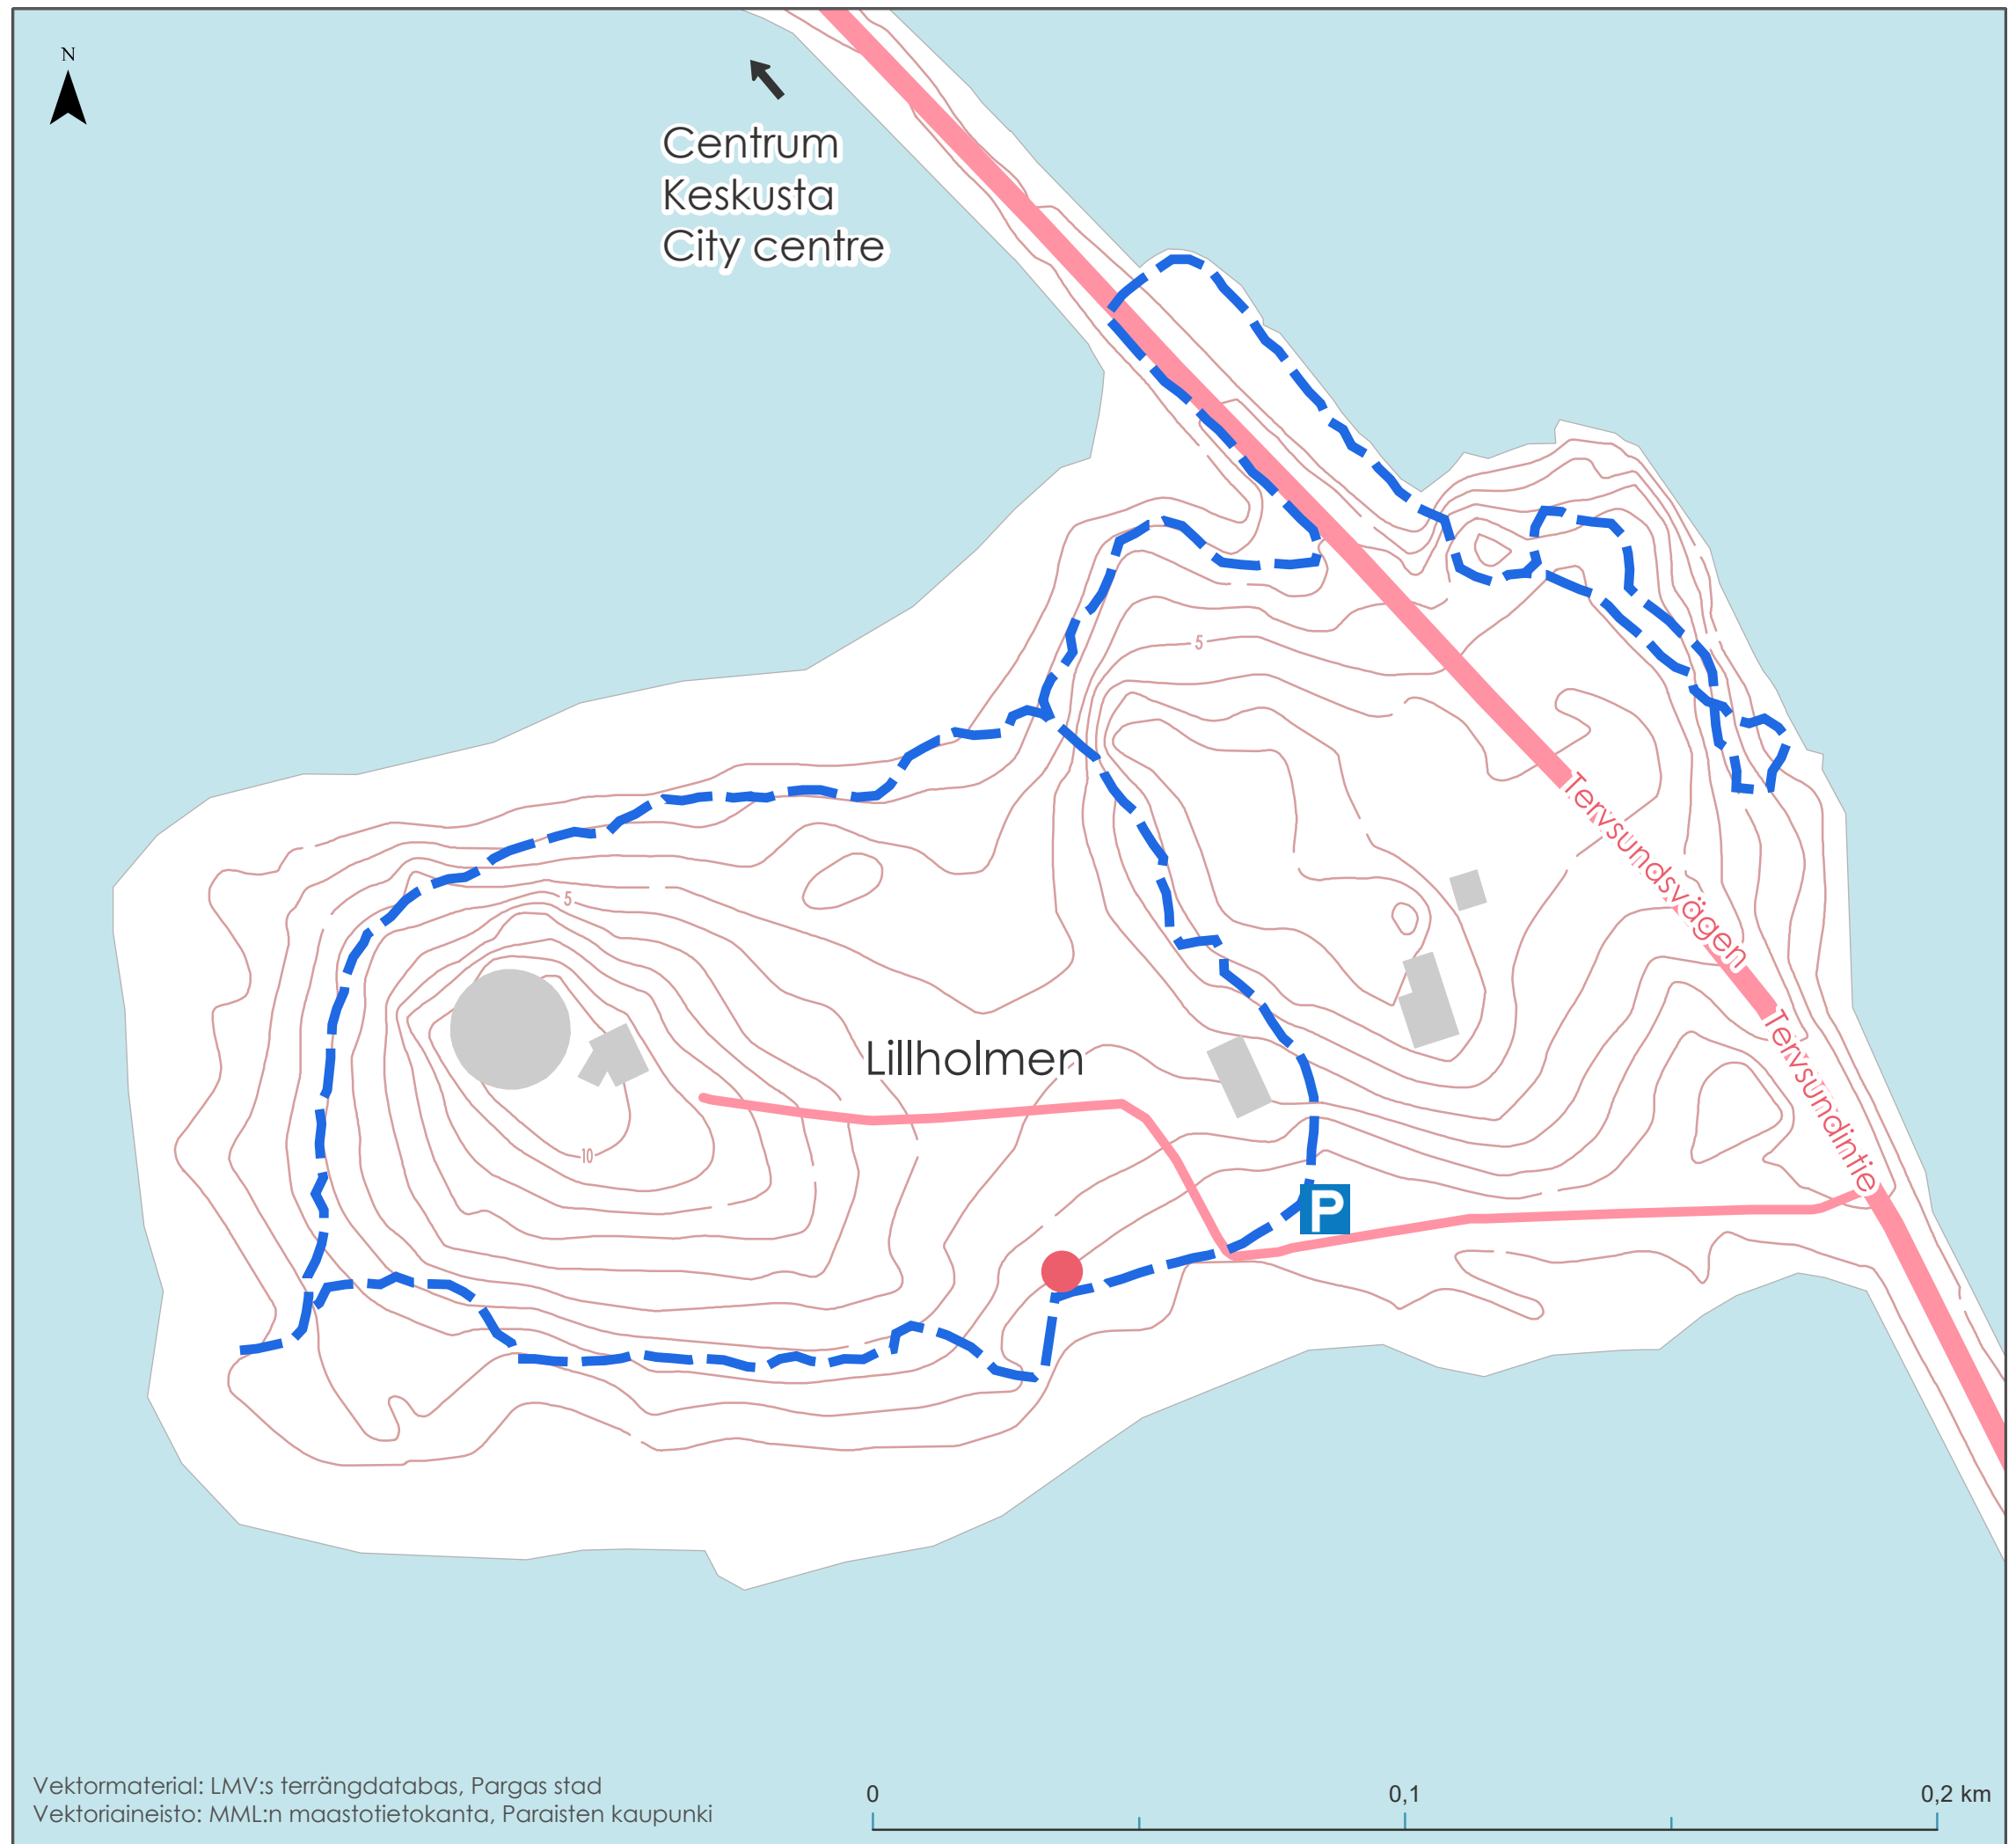 N
Centrum
Keskusta
City centre
5
Tervsundsvägen
5
Tervsundintie
Lillholmen
10
P
Vektormaterial: LMV:s terrängdatabas, Pargas stad
Vektoriaineisto: MML:n maastotietokanta, Paraisten kaupunki
0
0,1
0,2 km